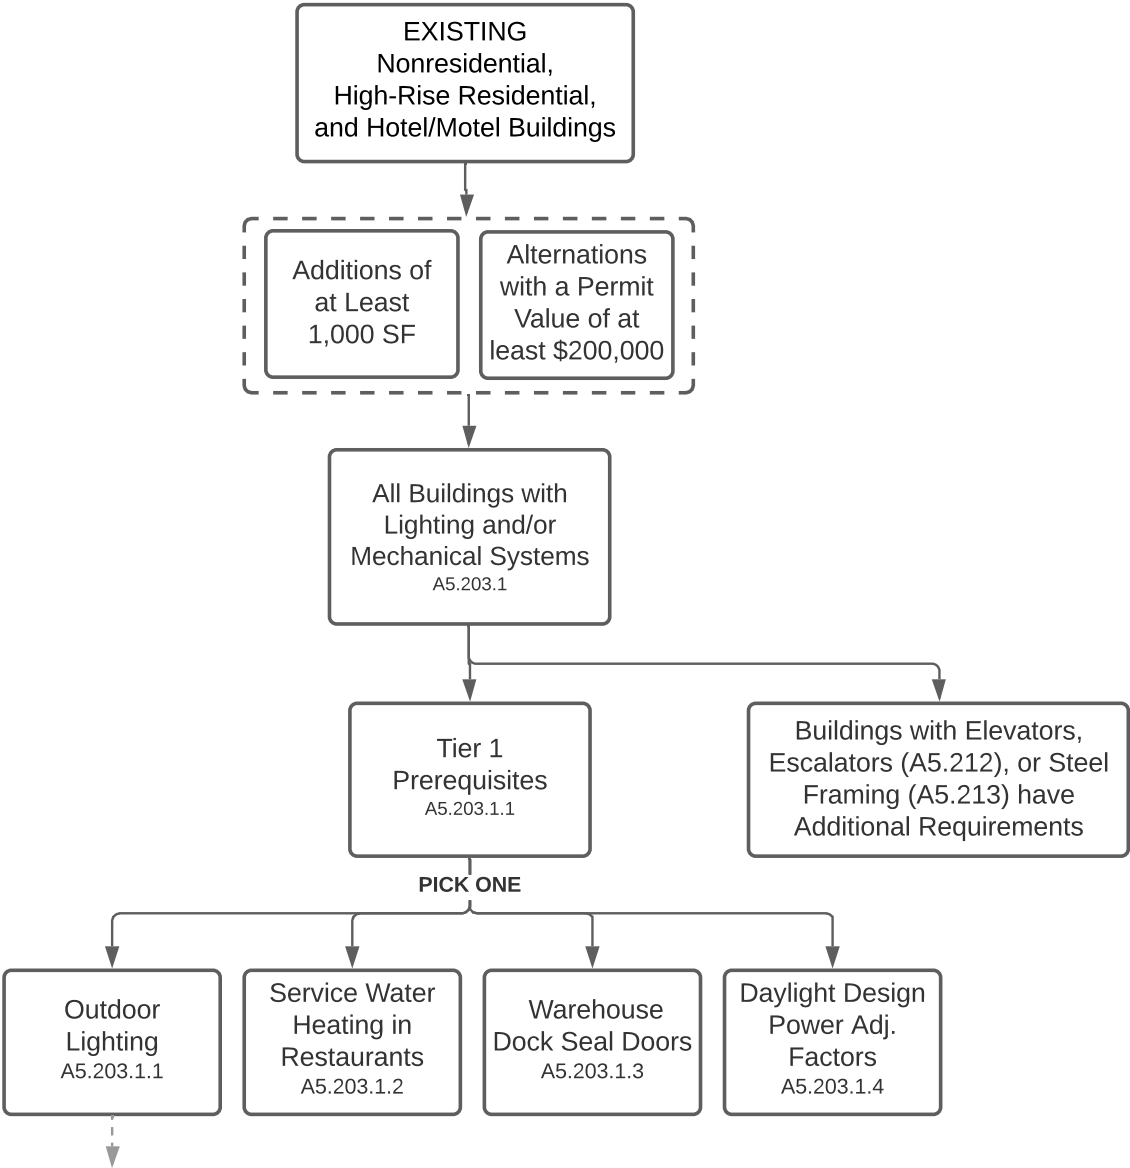 EXISTING
Nonresidential,
High-Rise Residential,
and Hotel/Motel Buildings
Additions of
at Least
1,000 SF
Alternations
with a Permit
Value of at
least $200,000
All Buildings with
Lighting and/or
Mechanical Systems
A5.203.1
Tier 1
Prerequisites
A5.203.1.1
Buildings with Elevators,
Escalators (A5.212), or Steel
Framing (A5.213) have
Additional Requirements
PICK ONE
Outdoor
Lighting
A5.203.1.1
Service Water
Heating in
Restaurants
A5.203.1.2
Warehouse
Dock Seal Doors
A5.203.1.3
Daylight Design
Power Adj.
Factors
A5.203.1.4